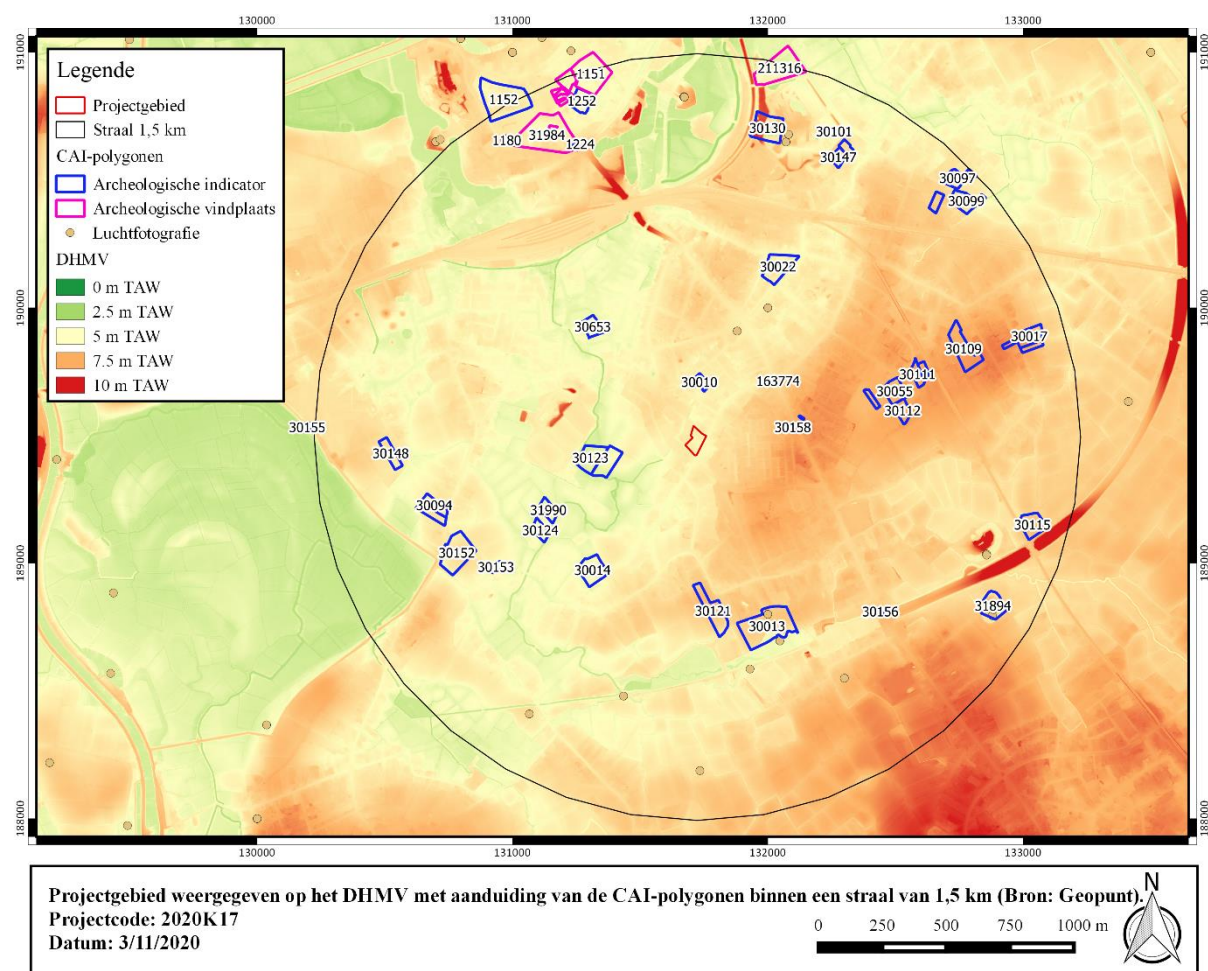 130000 131000 132000 133000
191000 191000
190000 190000
189000 189000
188000 188000
Legende
Projectgebied
Straal 1,5 km
CAI-polygonen
Archeologische indicator
Archeologische vindplaats
Luchtfotografie
DHMV
0 m TAW
2.5 m TAW
5 m TAW
7.5 m TAW
10 m TAW
1151
211316
1152
1252
30130
30101
31984
1180
1224
30147
30097
30099
30022
30653
30017
30109
30010
163774
30111
30055
30112
30155
30158
30148
30123
30094
31990
30124
30115
30152
30153
30014
30121
30156
31894
30013
130000 131000 132000 133000
Projectgebied weergegeven op het DHMV met aanduiding van de CAI-polygonen binnen een straal van 1,5 km (Bron: Geopunt).
Projectcode: 2020K17
Datum: 3/11/2020
0 250 500 750 1000 m
N